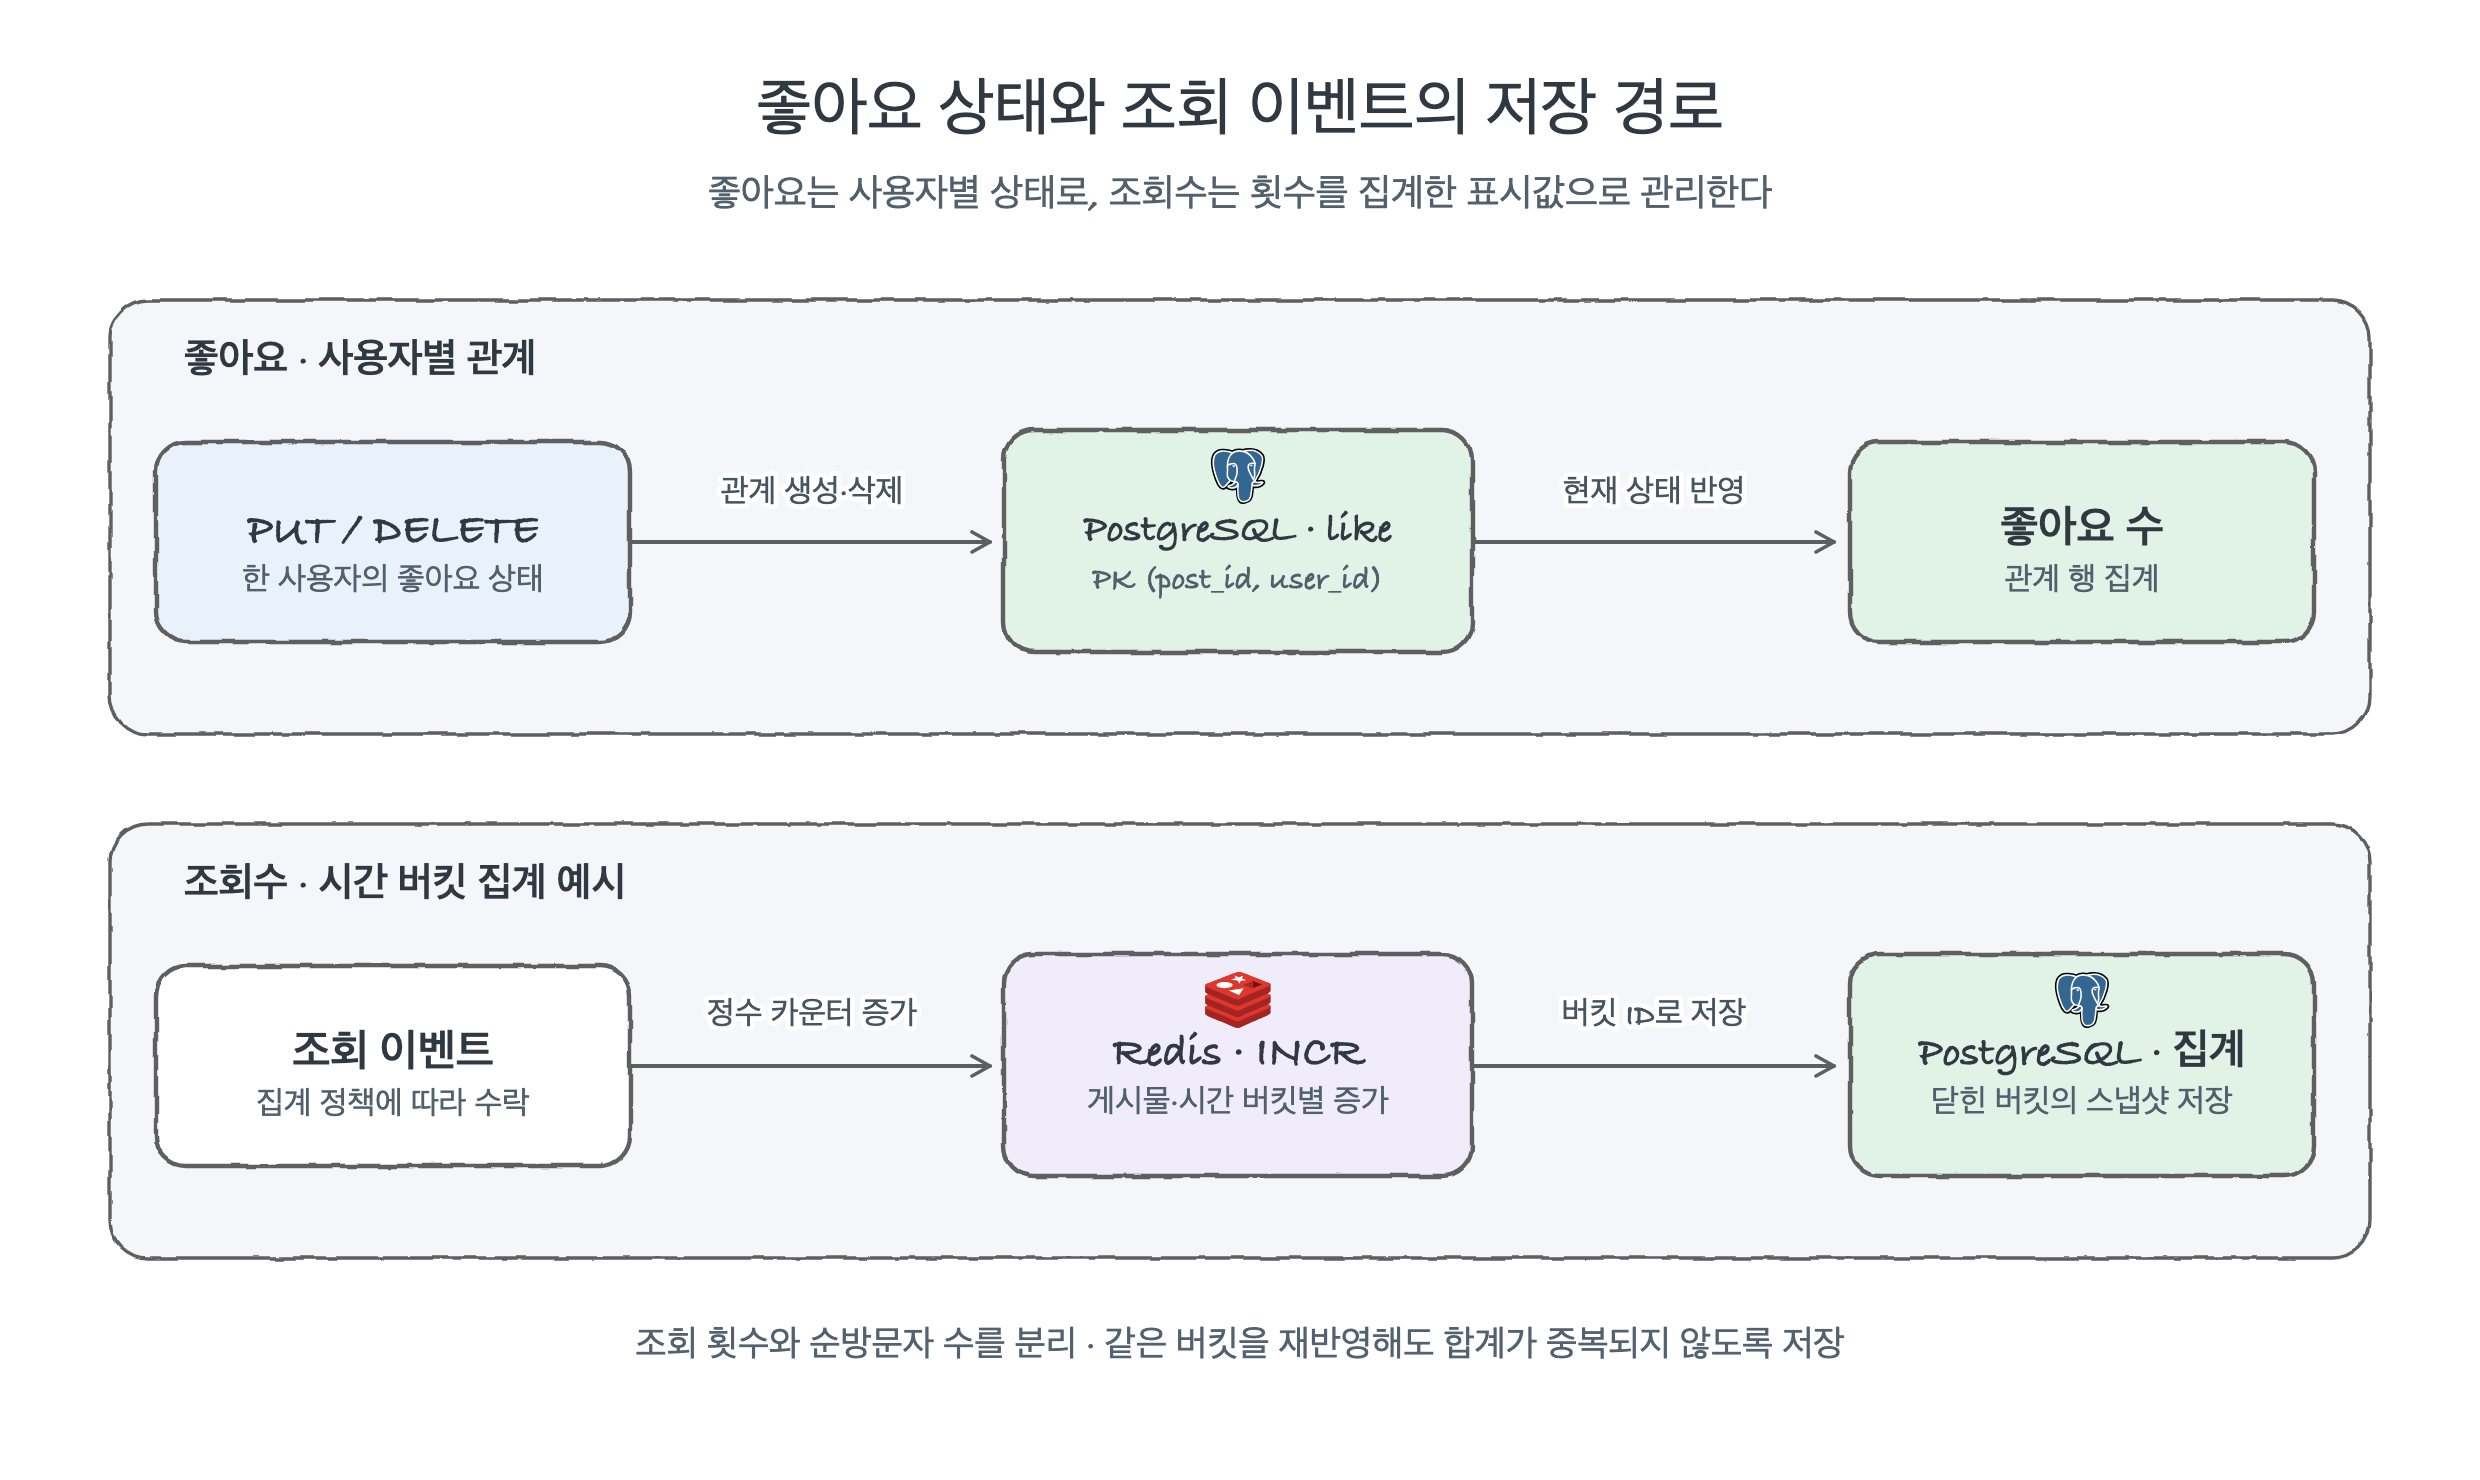 좋아요 상태와 조회 이벤트의 저장 경로
좋아요는 사용자별 상태로, 조회수는 횟수를 집계한 표시값으로 관리한다
좋아요 · 사용자별 관계
PUT / DELETE
한 사용자의 좋아요 상태
관계 생성·삭제
PostgreSQL · like
PK (post_id, user_id)
현재 상태 반영
좋아요 수
관계 행 집계
조회수 · 시간 버킷 집계 예시
조회 이벤트
집계 정책에 따라 수락
정수 카운터 증가
Redis · INCR
게시물·시간 버킷별 증가
버킷 ID로 저장
PostgreSQL · 집계
닫힌 버킷의 스냅샷 저장
조회 횟수와 순방문자 수를 분리 · 같은 버킷을 재반영해도 합계가 중복되지 않도록 저장